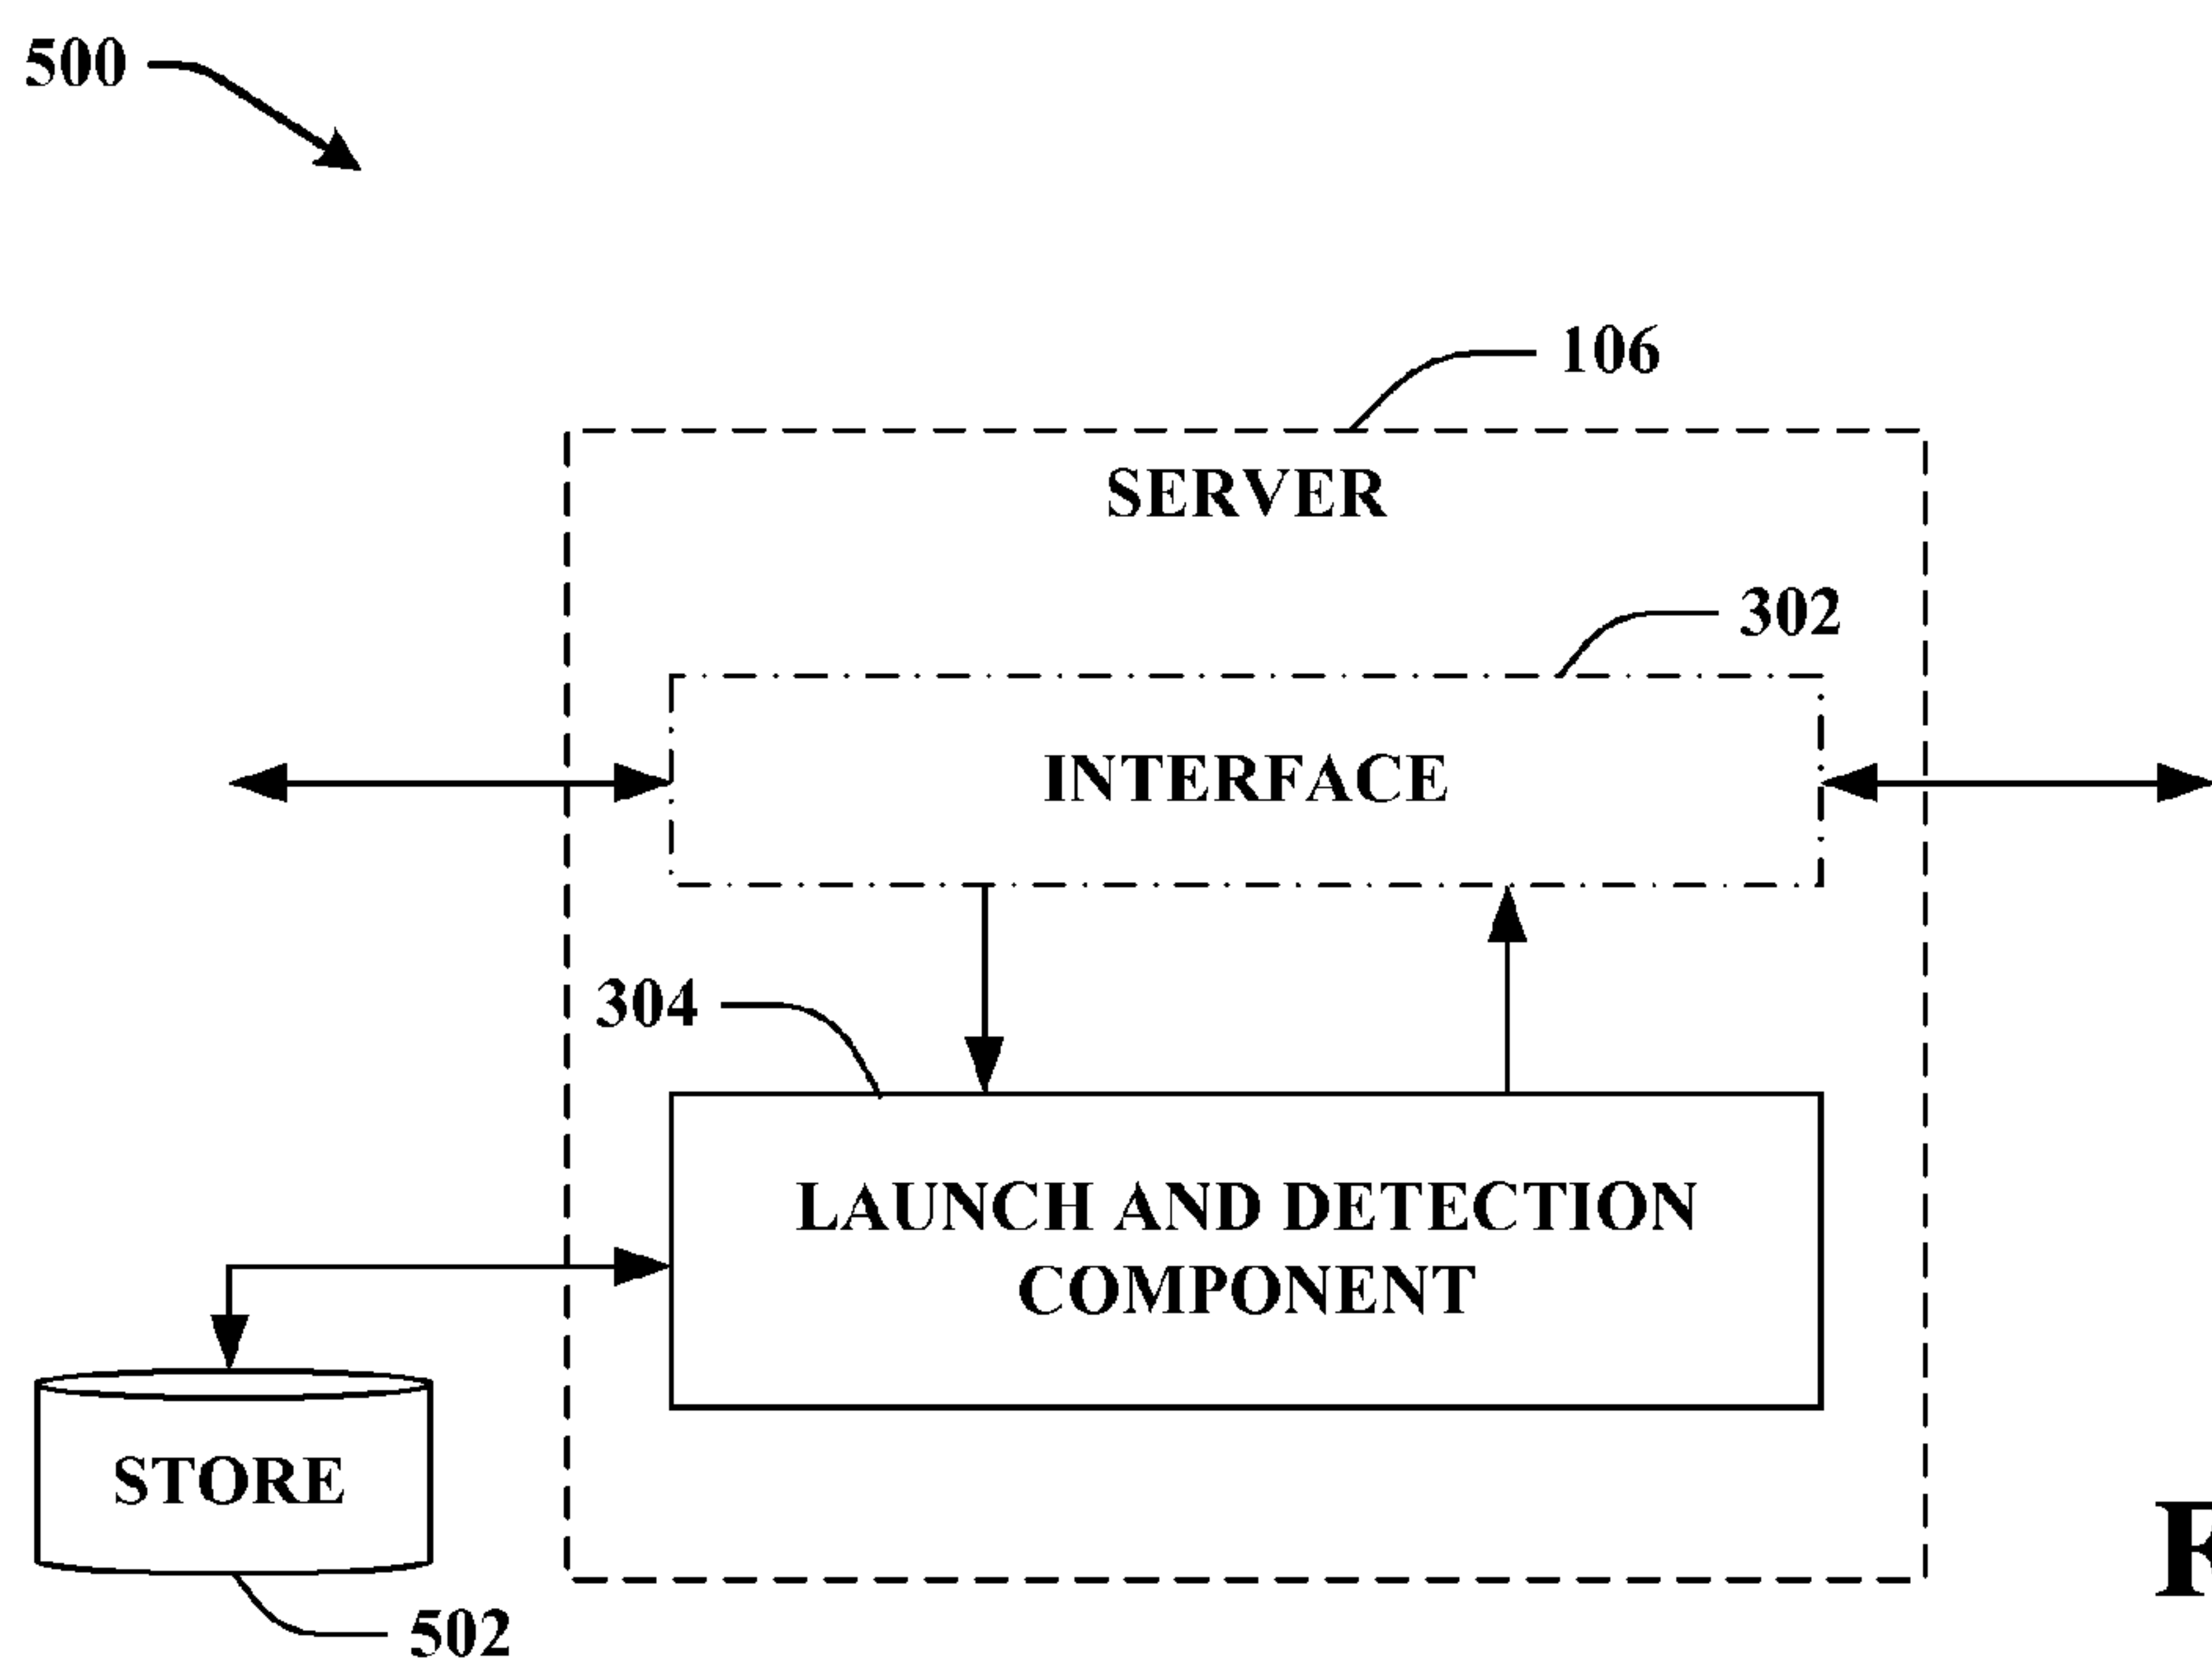 500
106
SERVER
302
INTERFACE
304
LAUNCH AND DETECTION
COMPONENT
STORE
502